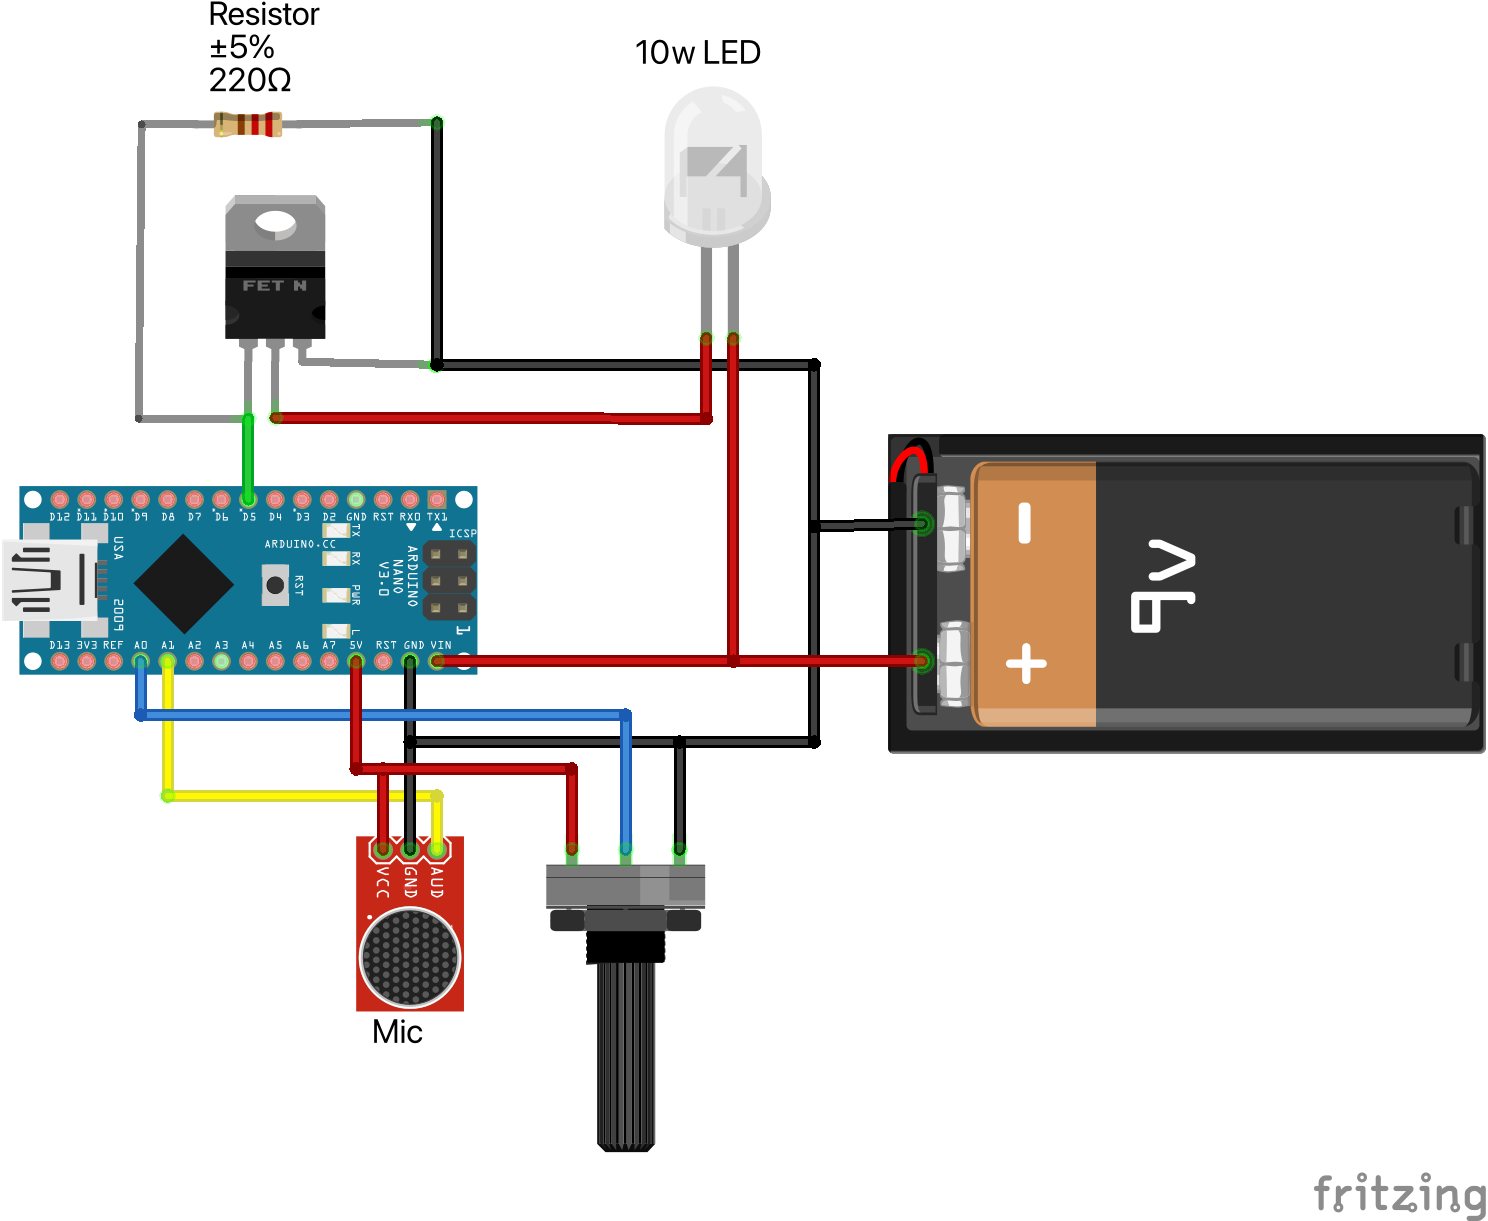 Resistor
±5%
220Ω
10w LED
FET N
D12 D11 D10 D9 D8 D7 D6 D5 D4 D3 D2 GND RST RX0 TX1
TX
ICSP
USA
ARDUINO.CC
RX
ARDUINO
NANO
V3.0
RST
PWR
2009
L
1
D13 3V3 REF A0 A1 A2 A3 A4 A5 A6 A7 5V RST GND VIN
-
9V
+
VCC
GND
AUD
Mic
fritzing